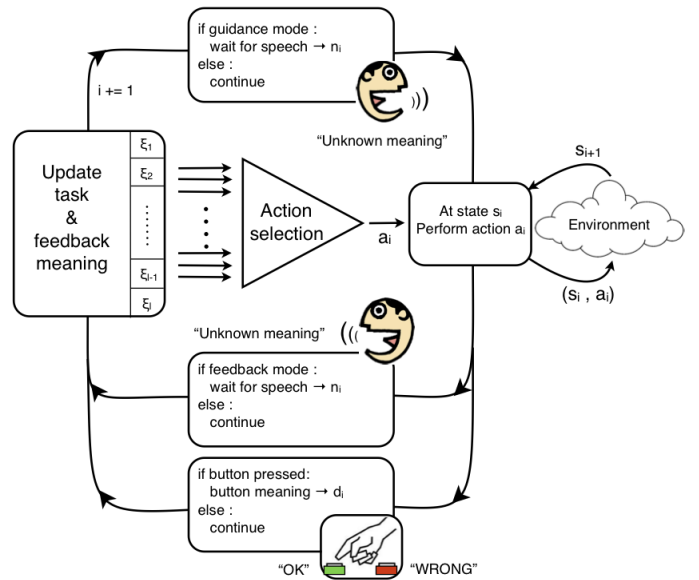 if guidance mode :
wait for speech → nᵢ
else :
continue
i += 1
“Unknown meaning”
Update
task
&
feedback
meaning
ξ₁
ξ₂
ξᵢ₋₁
ξᵢ
Action
selection
aᵢ
At state sᵢ
Perform action aᵢ
sᵢ₊₁
Environment
(sᵢ , aᵢ)
“Unknown meaning”
if feedback mode :
wait for speech → nᵢ
else :
continue
if button pressed:
button meaning → dᵢ
else :
continue
“OK”
“WRONG”